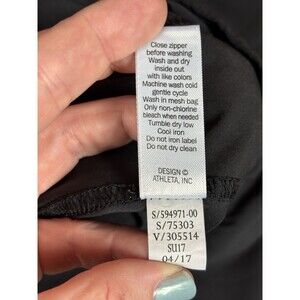 Close zipper
before washing
Wash and dry
inside out
with like colors
Machine wash cold
gentle cycle
Wash in mesh bag
Only non-chlorine
bleach when needed
Tumble dry low
Cool iron
Do not iron label
Do not dry clean
DESIGN ©
ATHLETA, INC
S/594971-00
S/75303
V/305514
SU17
04/17